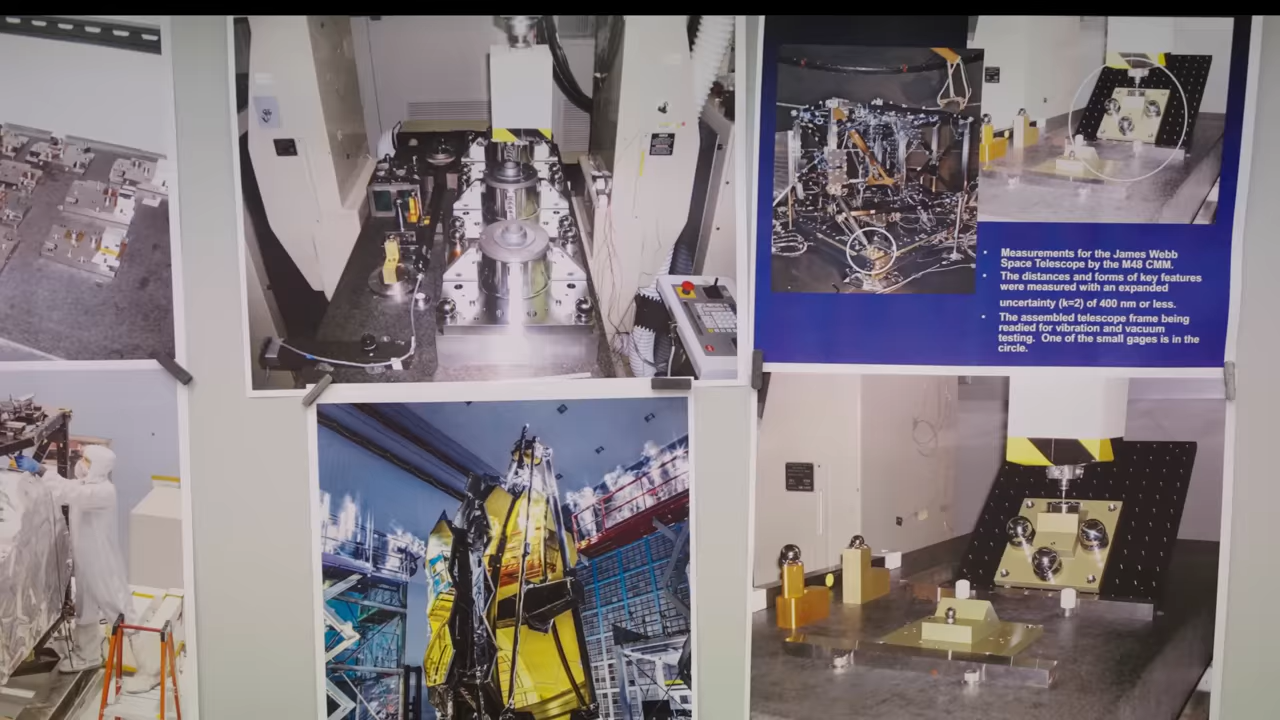 Measurements for the James Webb
Space Telescope by the M48 CMM.
The distances and forms of key features
were measured with an expanded
uncertainty (k=2) of 400 nm or less.
The assembled telescope frame being
readied for vibration and vacuum
testing. One of the small gages is in the
circle.